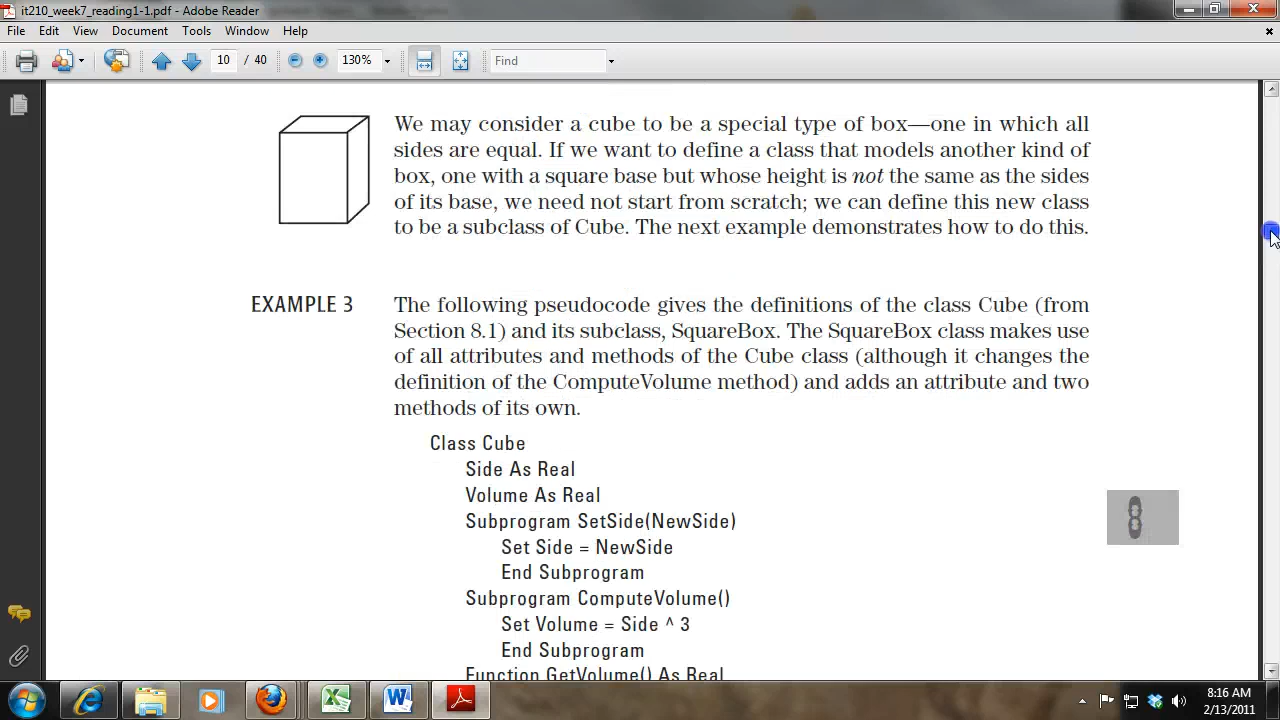 it210_week7_reading1-1.pdf - Adobe Reader
File Edit View Document Tools Window Help
10 / 40 130% Find
We may consider a cube to be a special type of box—one in which all
sides are equal. If we want to define a class that models another kind of
box, one with a square base but whose height is not the same as the sides
of its base, we need not start from scratch; we can define this new class
to be a subclass of Cube. The next example demonstrates how to do this.
EXAMPLE 3 The following pseudocode gives the definitions of the class Cube (from
Section 8.1) and its subclass, SquareBox. The SquareBox class makes use
of all attributes and methods of the Cube class (although it changes the
definition of the ComputeVolume method) and adds an attribute and two
methods of its own.
Class Cube
Side As Real
Volume As Real
Subprogram SetSide(NewSide)
Set Side = NewSide
End Subprogram
Subprogram ComputeVolume()
Set Volume = Side ^ 3
End Subprogram
Function GetVolume() As Real
8
8:16 AM
2/13/2011